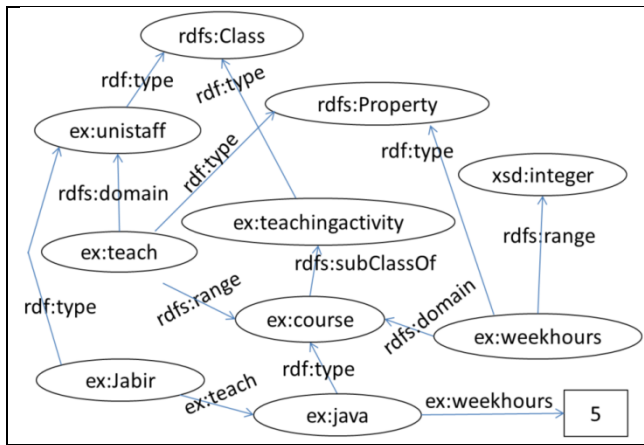 rdfs:Class
rdf:type
rdf:type
rdfs:Property
ex:unistaff
rdf:type
rdf:type
xsd:integer
rdfs:domain
ex:teachingactivity
rdfs:range
ex:teach
rdfs:subClassOf
rdf:type
rdfs:range
ex:course
rdfs:domain
ex:weekhours
rdf:type
ex:Jabir
ex:teach
ex:java
ex:weekhours
5